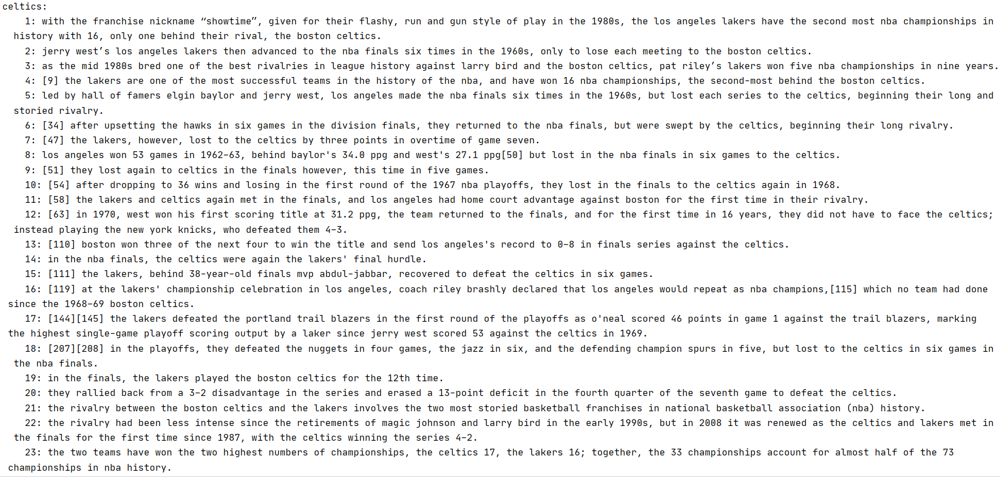 celtics:
1: with the franchise nickname “showtime”, given for their flashy, run and gun style of play in the 1980s, the los angeles lakers have the second most nba championships in
history with 16, only one behind their rival, the boston celtics.
2: jerry west’s los angeles lakers then advanced to the nba finals six times in the 1960s, only to lose each meeting to the boston celtics.
3: as the mid 1980s bred one of the best rivalries in league history against larry bird and the boston celtics, pat riley’s lakers won five nba championships in nine years.
4: [9] the lakers are one of the most successful teams in the history of the nba, and have won 16 nba championships, the second-most behind the boston celtics.
5: led by hall of famers elgin baylor and jerry west, los angeles made the nba finals six times in the 1960s, but lost each series to the celtics, beginning their long and
storied rivalry.
6: [34] after upsetting the hawks in six games in the division finals, they returned to the nba finals, but were swept by the celtics, beginning their long rivalry.
7: [47] the lakers, however, lost to the celtics by three points in overtime of game seven.
8: los angeles won 53 games in 1962–63, behind baylor's 34.0 ppg and west's 27.1 ppg[50] but lost in the nba finals in six games to the celtics.
9: [51] they lost again to celtics in the finals however, this time in five games.
10: [54] after dropping to 36 wins and losing in the first round of the 1967 nba playoffs, they lost in the finals to the celtics again in 1968.
11: [58] the lakers and celtics again met in the finals, and los angeles had home court advantage against boston for the first time in their rivalry.
12: [63] in 1970, west won his first scoring title at 31.2 ppg, the team returned to the finals, and for the first time in 16 years, they did not have to face the celtics;
instead playing the new york knicks, who defeated them 4–3.
13: [110] boston won three of the next four to win the title and send los angeles's record to 0–8 in finals series against the celtics.
14: in the nba finals, the celtics were again the lakers' final hurdle.
15: [111] the lakers, behind 38-year-old finals mvp abdul-jabbar, recovered to defeat the celtics in six games.
16: [119] at the lakers' championship celebration in los angeles, coach riley brashly declared that los angeles would repeat as nba champions,[115] which no team had done
since the 1968–69 boston celtics.
17: [144][145] the lakers defeated the portland trail blazers in the first round of the playoffs as o'neal scored 46 points in game 1 against the trail blazers, marking
the highest single-game playoff scoring output by a laker since jerry west scored 53 against the celtics in 1969.
18: [207][208] in the playoffs, they defeated the nuggets in four games, the jazz in six, and the defending champion spurs in five, but lost to the celtics in six games in
the nba finals.
19: in the finals, the lakers played the boston celtics for the 12th time.
20: they rallied back from a 3–2 disadvantage in the series and erased a 13-point deficit in the fourth quarter of the seventh game to defeat the celtics.
21: the rivalry between the boston celtics and the lakers involves the two most storied basketball franchises in national basketball association (nba) history.
22: the rivalry had been less intense since the retirements of magic johnson and larry bird in the early 1990s, but in 2008 it was renewed as the celtics and lakers met in
the finals for the first time since 1987, with the celtics winning the series 4–2.
23: the two teams have won the two highest numbers of championships, the celtics 17, the lakers 16; together, the 33 championships account for almost half of the 73
championships in nba history.